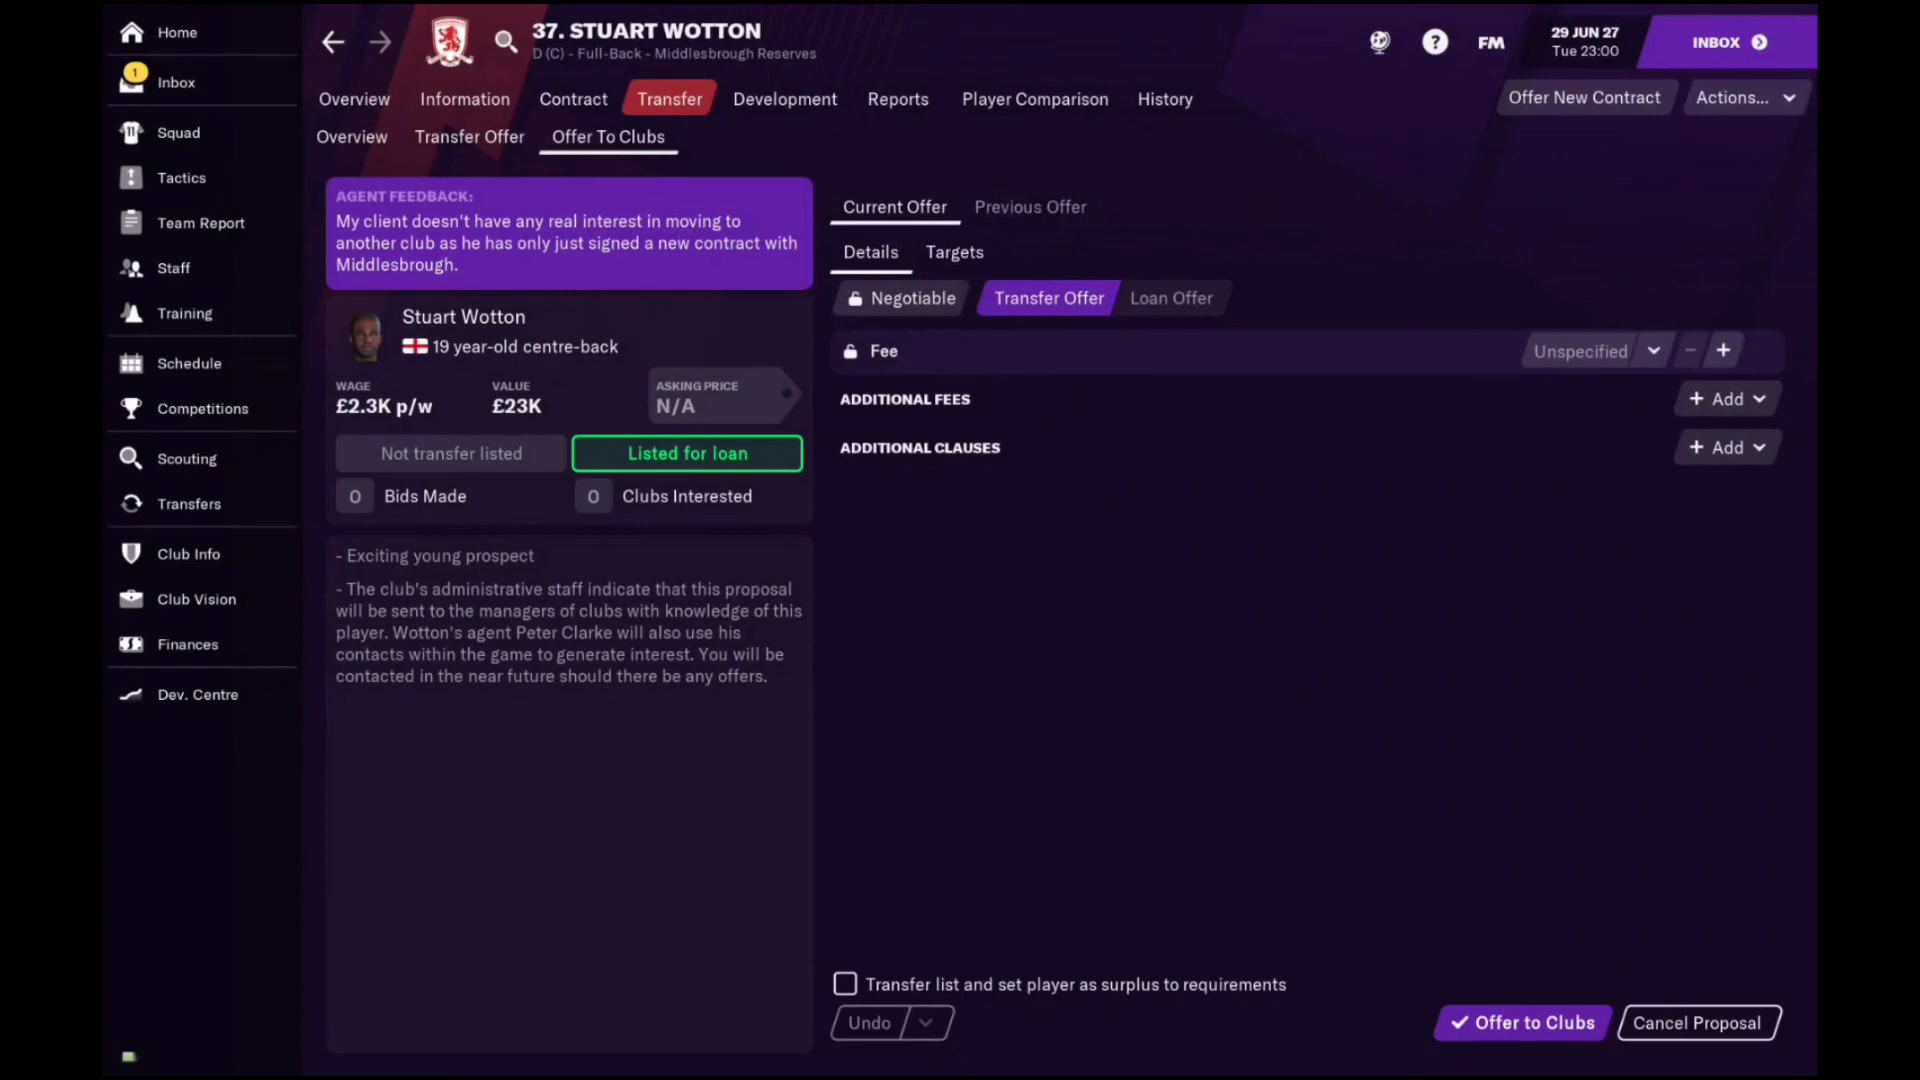 Home
1
Inbox
Squad
Tactics
Team Report
Staff
Training
Schedule
Competitions
Scouting
Transfers
Club Info
Club Vision
Finances
Dev. Centre
37. STUART WOTTON
D (C) - Full-Back - Middlesbrough Reserves
?
FM
29 JUN 27
Tue 23:00
INBOX
Overview
Information
Contract
Transfer
Development
Reports
Player Comparison
History
Offer New Contract
Actions...
Overview
Transfer Offer
Offer To Clubs
AGENT FEEDBACK:
My client doesn't have any real interest in moving to
another club as he has only just signed a new contract with
Middlesbrough.
Stuart Wotton
19 year-old centre-back
WAGE
£2.3K p/w
VALUE
£23K
ASKING PRICE
N/A
Not transfer listed
Listed for loan
0 Bids Made
0 Clubs Interested
- Exciting young prospect
- The club's administrative staff indicate that this proposal
will be sent to the managers of clubs with knowledge of this
player. Wotton's agent Peter Clarke will also use his
contacts within the game to generate interest. You will be
contacted in the near future should there be any offers.
Current Offer
Previous Offer
Details
Targets
Negotiable
Transfer Offer
Loan Offer
Fee
Unspecified
- +
ADDITIONAL FEES
+ Add
ADDITIONAL CLAUSES
+ Add
Transfer list and set player as surplus to requirements
Undo
Offer to Clubs
Cancel Proposal